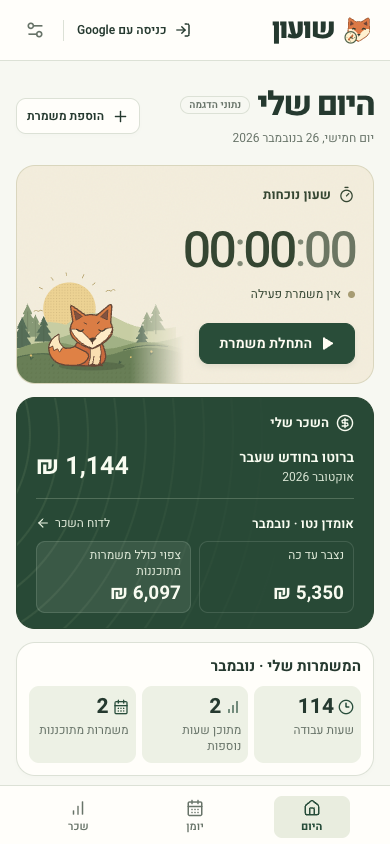 שועון
כניסה עם Google
היום שלי
נתוני הדגמה
הוספת משמרת
יום חמישי, 26 בנובמבר 2026
שעון נוכחות
00:00:00
אין משמרת פעילה
התחלת משמרת
השכר שלי
ברוטו בחודש שעבר
1,144 ₪
אוקטובר 2026
אומדן נטו · נובמבר
לדוח השכר
נצבר עד כה
5,350 ₪
צפוי כולל משמרות
מתוכננות
6,097 ₪
המשמרות שלי · נובמבר
114
שעות עבודה
2
מתוכן שעות
נוספות
2
משמרות מתוכננות
היום
יומן
שכר